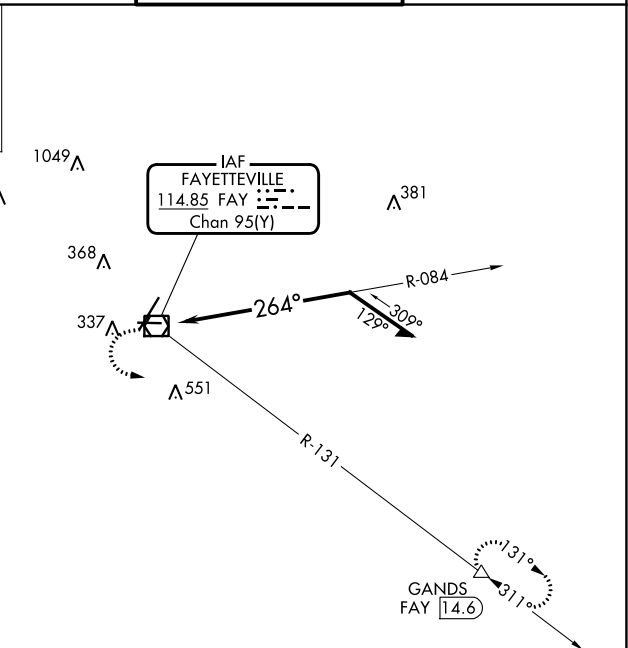 1049
IAF
FAYETTEVILLE
114.85 FAY
Chan 95(Y)
381
368
R-084
264°
309°
129°
337
551
R-131
131°
GANDS
FAY 14.6
311°